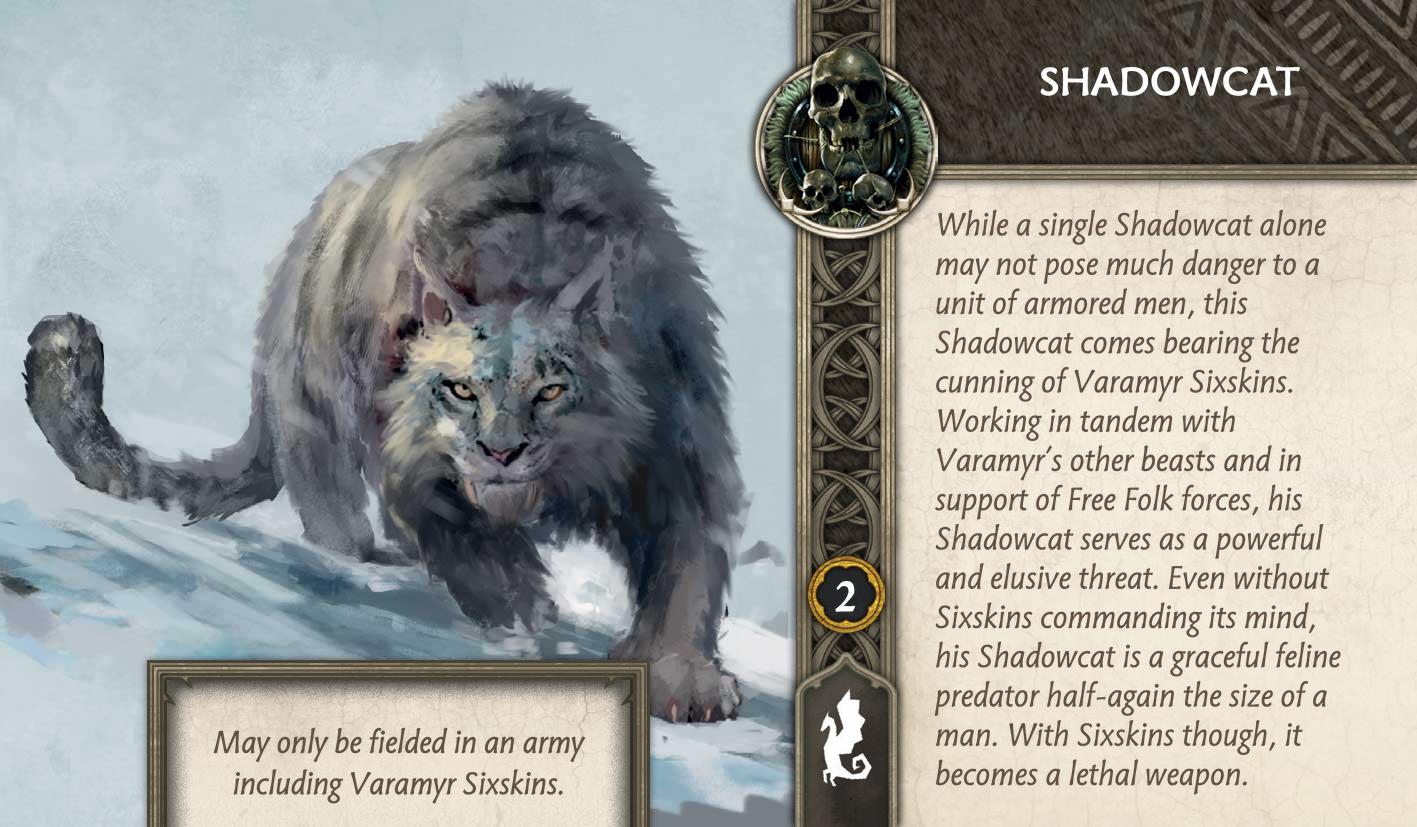 SHADOWCAT
While a single Shadowcat alone
may not pose much danger to a
unit of armored men, this
Shadowcat comes bearing the
cunning of Varamyr Sixskins.
Working in tandem with
Varamyr's other beasts and in
support of Free Folk forces, his
Shadowcat serves as a powerful
and elusive threat. Even without
Sixskins commanding its mind,
his Shadowcat is a graceful feline
predator half-again the size of a
man. With Sixskins though, it
becomes a lethal weapon.
2
May only be fielded in an army
including Varamyr Sixskins.